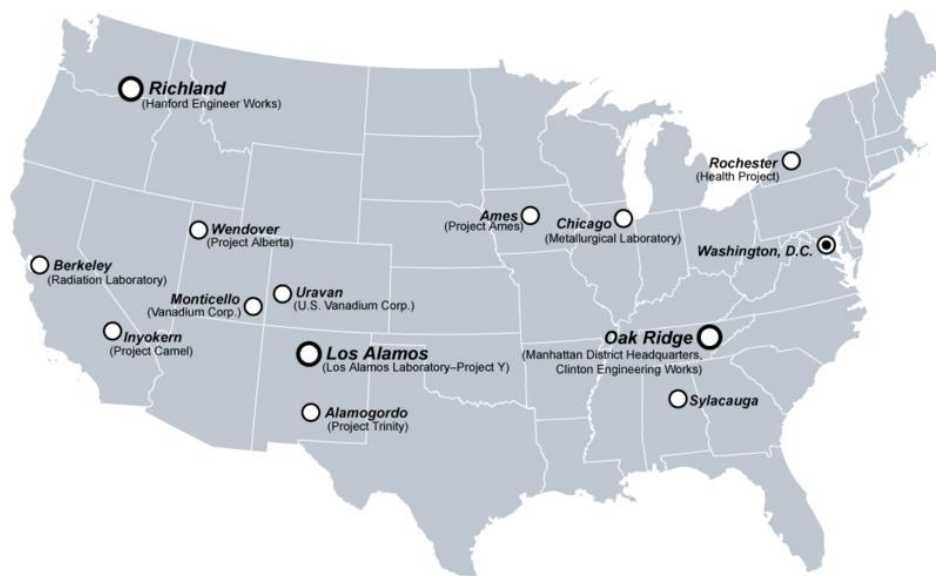 Richland
(Hanford Engineer Works)
Rochester
(Health Project)
Ames
(Project Ames)
Chicago
(Metallurgical Laboratory)
Wendover
(Project Alberta)
Washington, D.C.
Berkeley
(Radiation Laboratory)
Monticello
(Vanadium Corp.)
Uravan
(U.S. Vanadium Corp.)
Inyokern
(Project Camel)
Oak Ridge
(Manhattan District Headquarters,
Clinton Engineering Works)
Los Alamos
(Los Alamos Laboratory–Project Y)
Sylacauga
Alamogordo
(Project Trinity)